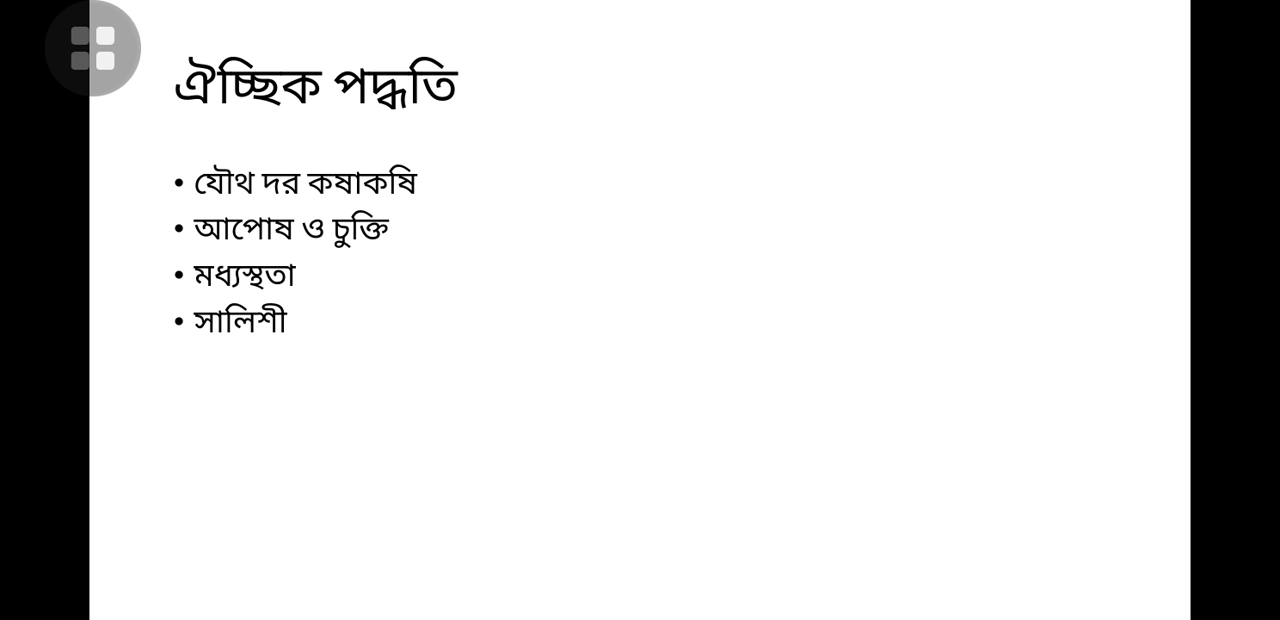 ঐচ্ছিক পদ্ধতি
• যৌথ দর কষাকষি
• আপোষ ও চুক্তি
• মধ্যস্থতা
• সালিশী